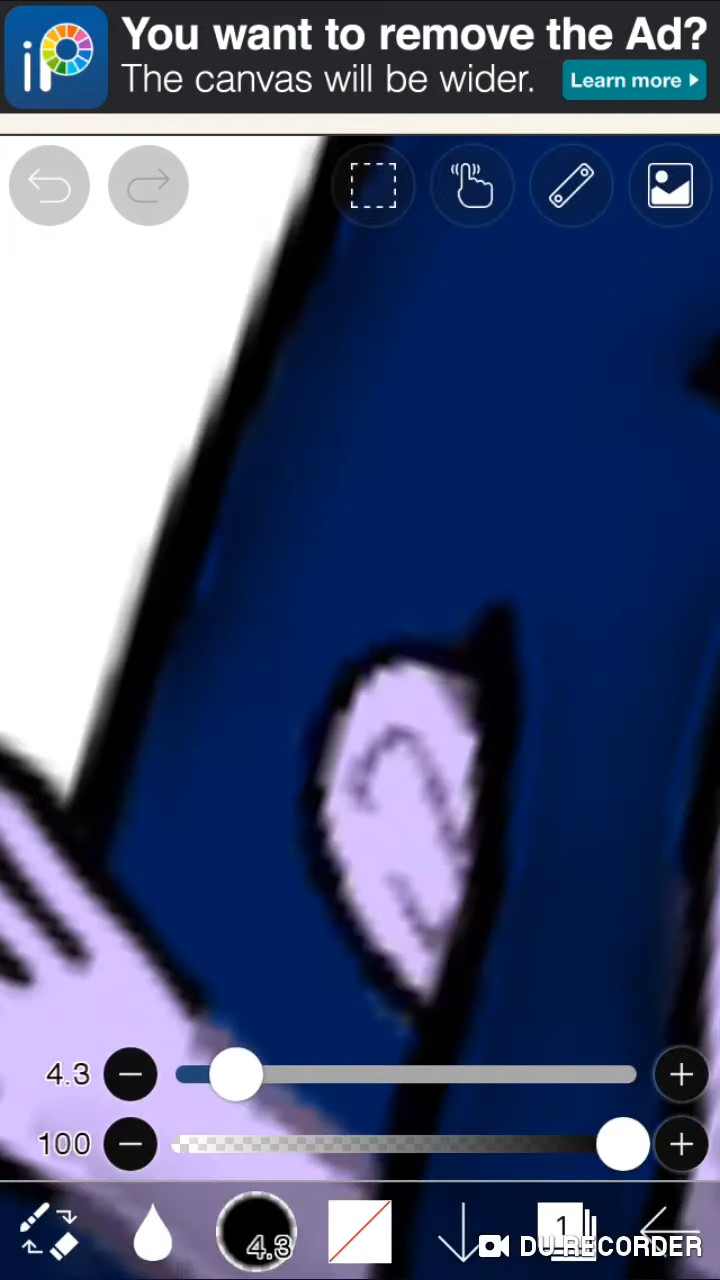 iP
You want to remove the Ad?
The canvas will be wider.
Learn more
4.3
100
4.3
1
DU RECORDER